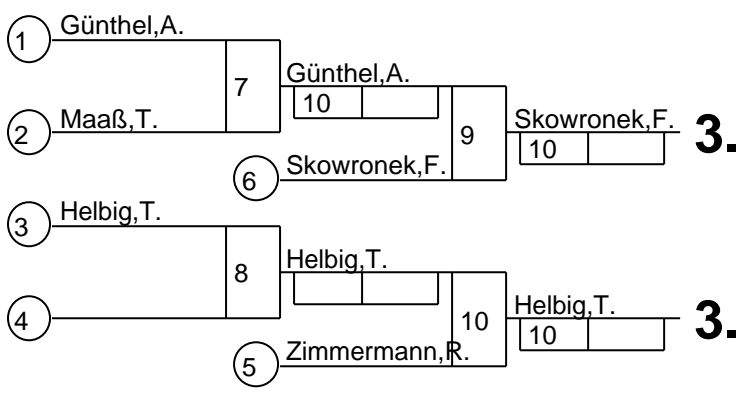 1 Günthel,A.
7 Günthel,A.
10
2 Maaß,T.
9 Skowronek,F. 3.
10
6 Skowronek,F.
3 Helbig,T.
8 Helbig,T.
4
10 Helbig,T. 3.
10
5 Zimmermann,R.